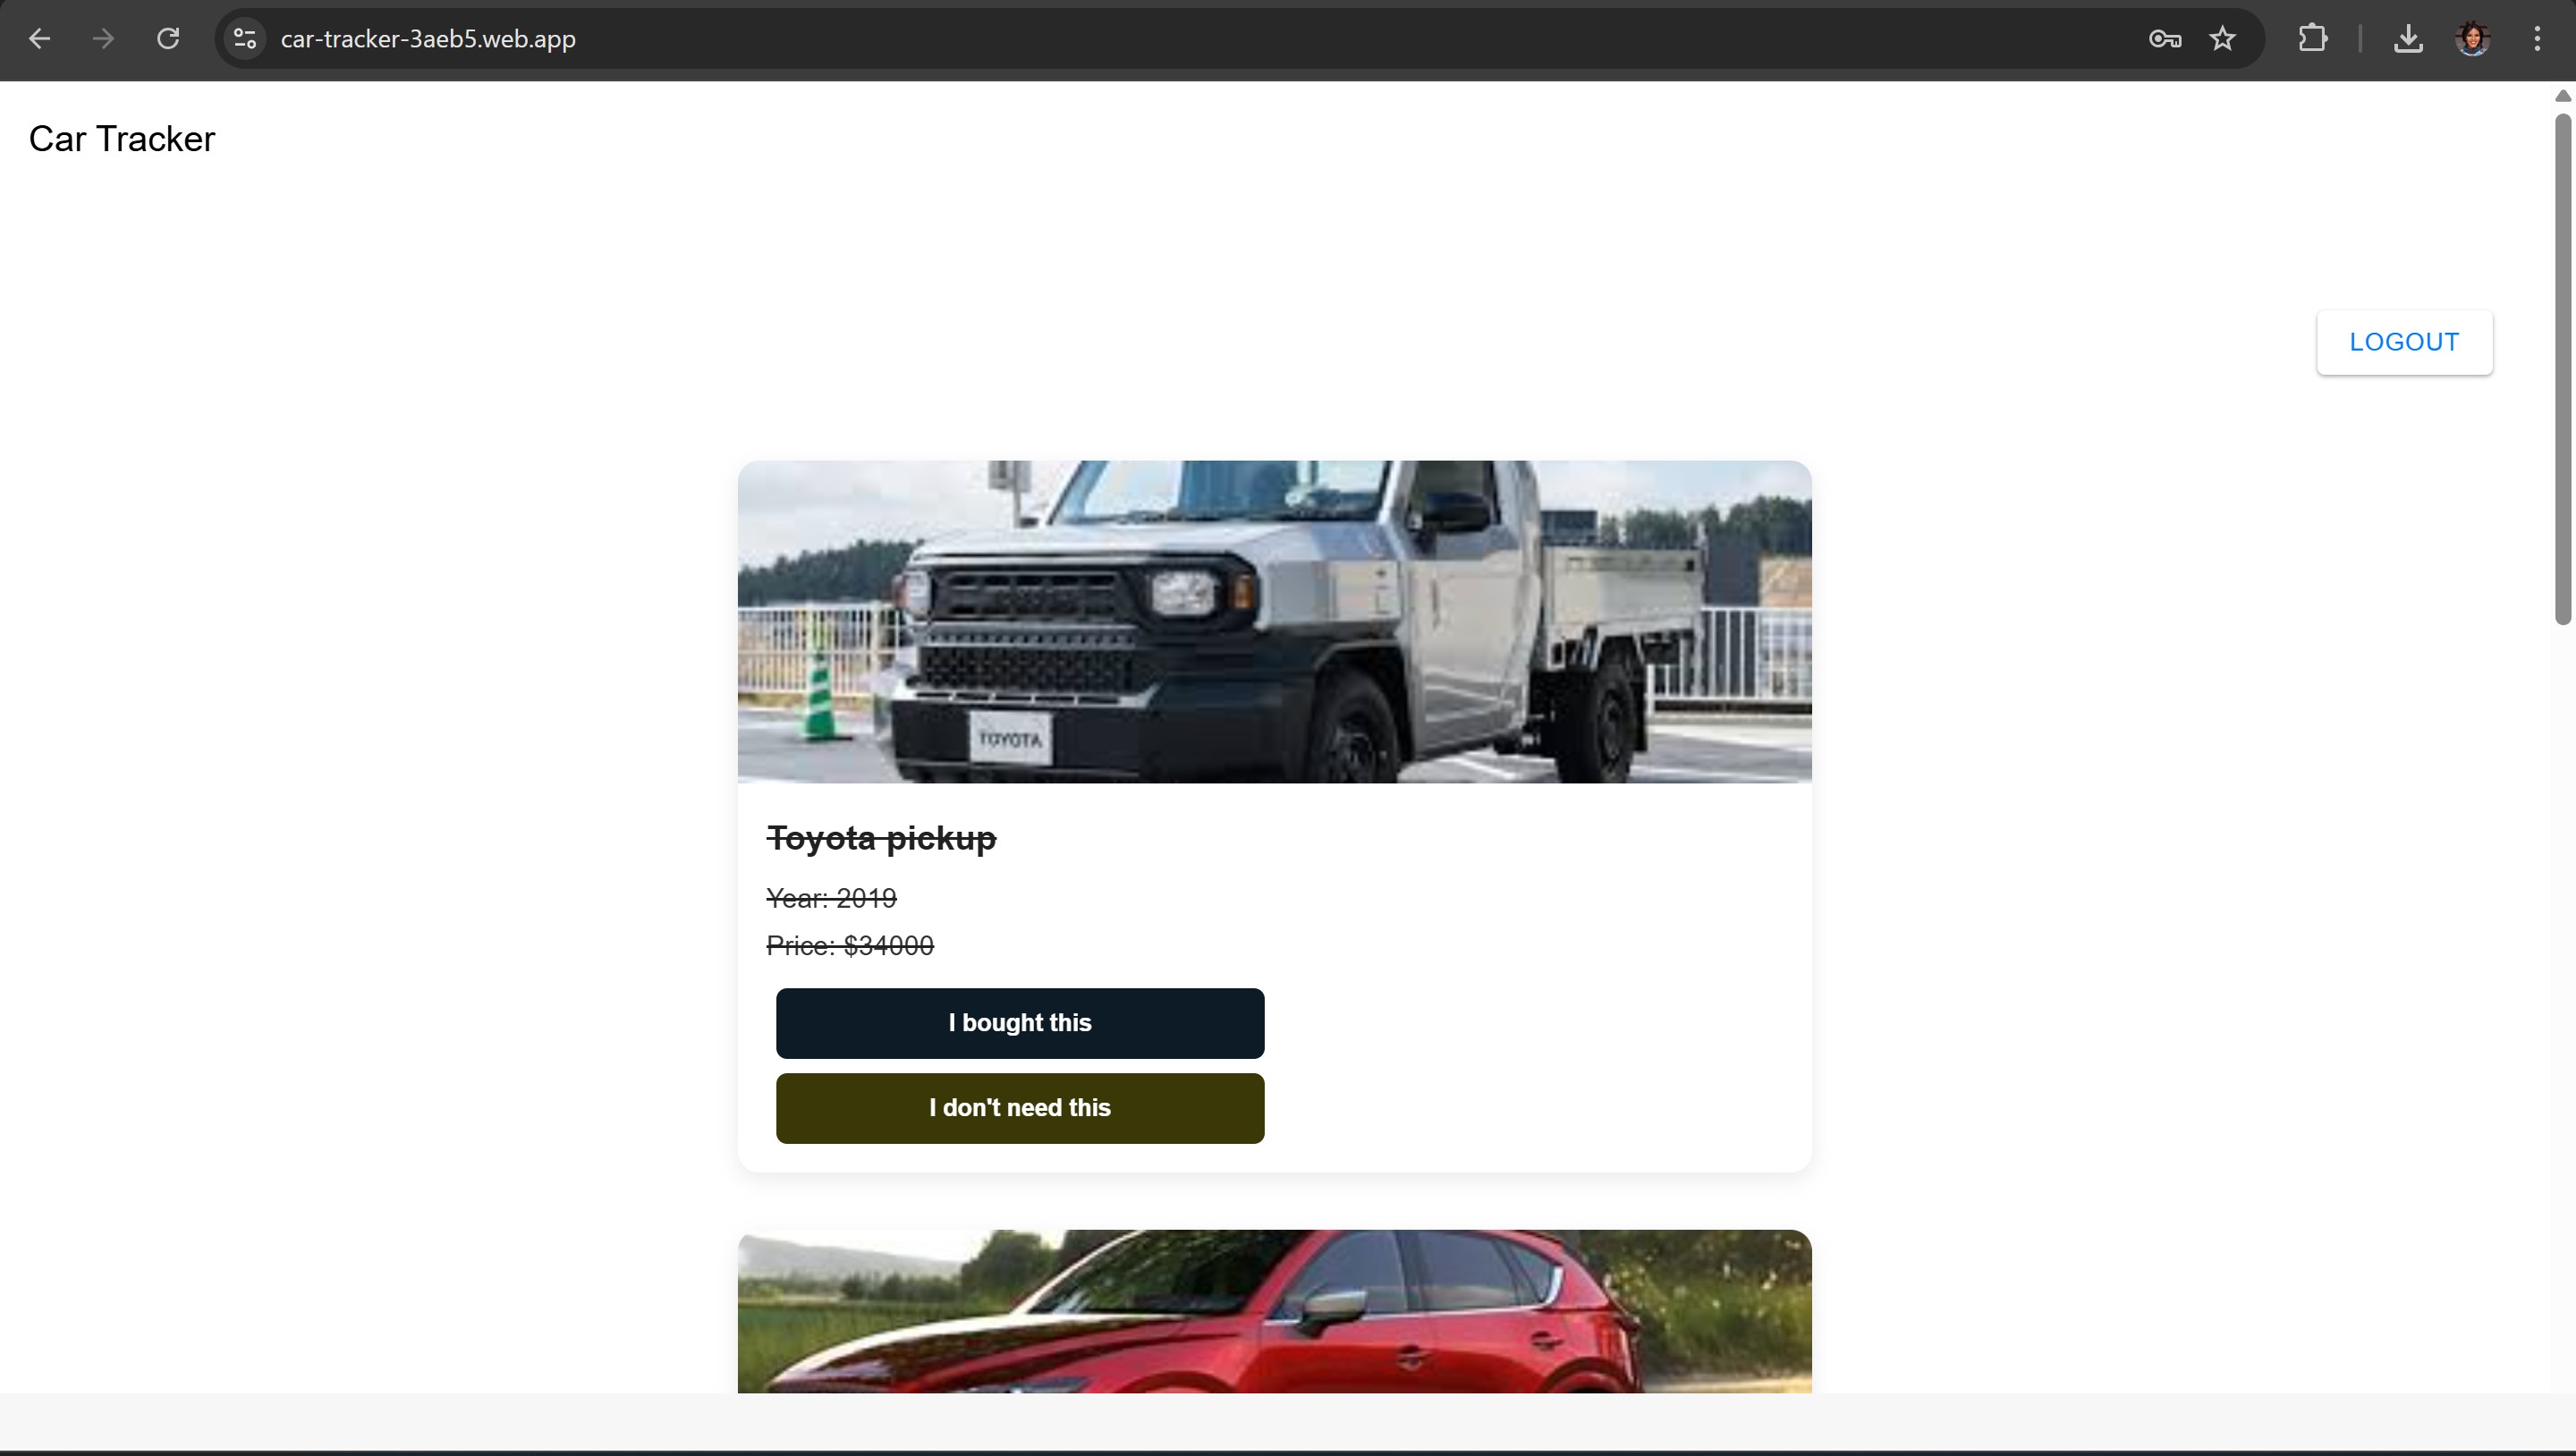 car-tracker-3aeb5.web.app
Car Tracker
LOGOUT
TOYOTA
Toyota pickup
Year: 2019
Price: $34000
I bought this
I don't need this